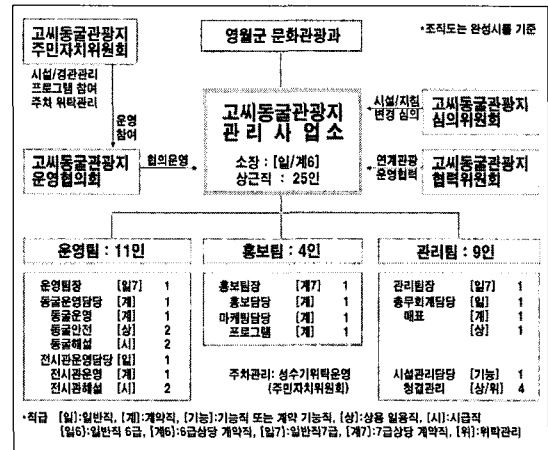 고씨동굴관광지
주민자치위원회
영월군 문화관광과
*조직도는 완성시를 기준
시설/경관관리
프로그램 참여
주차 위탁관리
운영
참여
고씨동굴관광지
관리사업소
소장 : [일/계6]
상근직 : 25인
시설/지침
변경 심의
고씨동굴관광지
심의위원회
고씨동굴관광지
운영협의회
협의운영
연계관광
운영협력
고씨동굴관광지
협력위원회
운영팀 : 11인
홍보팀 : 4인
관리팀 : 9인
운영팀장 [일7] 1
동굴운영담당 [계] 1
동굴운영 [계] 1
동굴안전 [상] 2
동굴해설 [시] 2
전시관운영담당 [일] 1
전시관운영 [계] 1
전시관해설 [시] 2
홍보팀장 [계7] 1
홍보담당 [계] 1
마케팅담당 [계] 1
프로그램 [계] 1
주차관리: 성수기위탁운영
(주민자치위원회)
관리팀장 [일7] 1
총무회계담당 [일] 1
매표 [계] 1
[상] 1
시설관리담당 [기능] 1
청결관리 [상/위] 4
*직급 [일]:일반직, [계]:계약직, [기능]:기능직 또는 계약 기능직, [상]:상용 일용직, [시]:시급직
[일6]:일반직 6급, [계6]:6급상당 계약직, [일7]:일반직7급, [계7]:7급상당 계약직, [위]:위탁관리